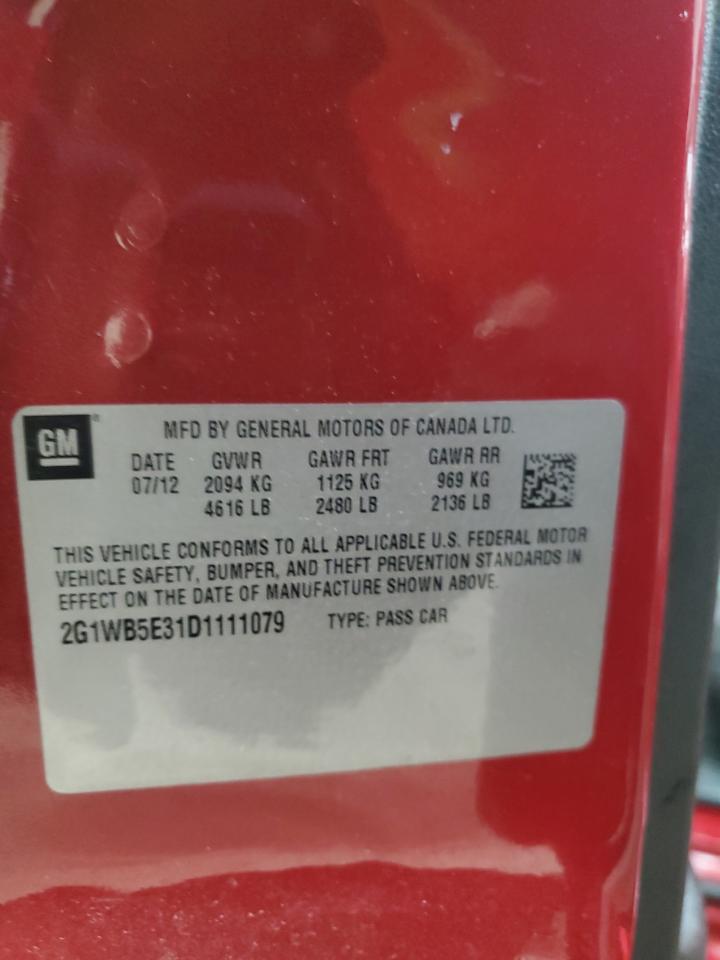 GM®
MFD BY GENERAL MOTORS OF CANADA LTD.
DATE GVWR GAWR FRT GAWR RR
07/12 2094 KG 1125 KG 969 KG
4616 LB 2480 LB 2136 LB
THIS VEHICLE CONFORMS TO ALL APPLICABLE U.S. FEDERAL MOTOR
VEHICLE SAFETY, BUMPER, AND THEFT PREVENTION STANDARDS IN
EFFECT ON THE DATE OF MANUFACTURE SHOWN ABOVE.
2G1WB5E31D1111079 TYPE: PASS CAR